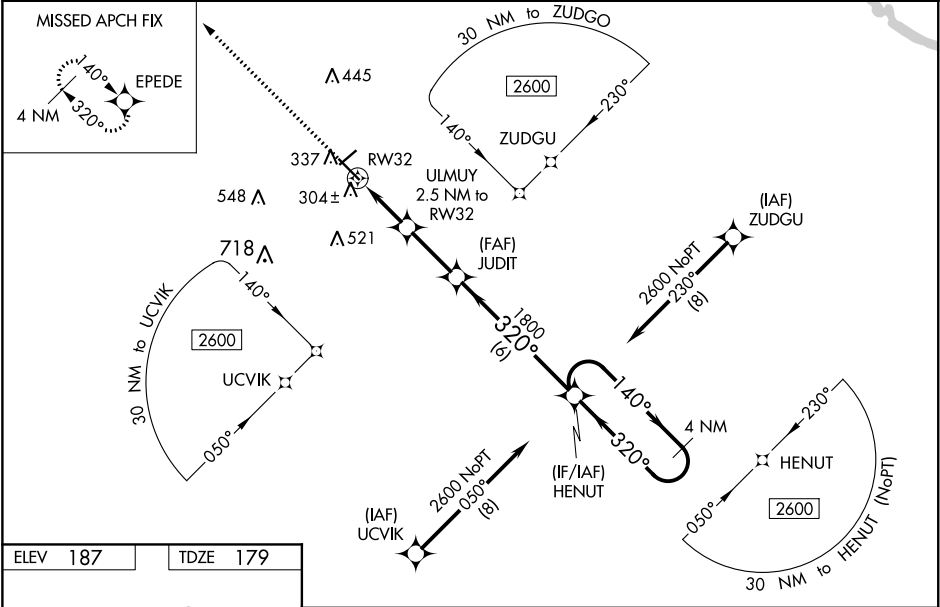 MISSED APCH FIX
140°
EPEDE
4 NM
320°
445
30 NM to ZUDGO
2600
230°
140°
ZUDGU
337
RW32
ULMUY
2.5 NM to
RW32
548
304±
521
718
(FAF)
JUDIT
(IAF)
ZUDGU
2600 NoPT
230°
(8)
30 NM to UCVIK
140°
2600
UCVIK
050°
1800
320°
(6)
140°
4 NM
320°
(IF/IAF)
HENUT
2600 NoPT
050°
(8)
(IAF)
UCVIK
230°
HENUT
050°
2600
30 NM to HENUT (NoPT)
ELEV 187
TDZE 179